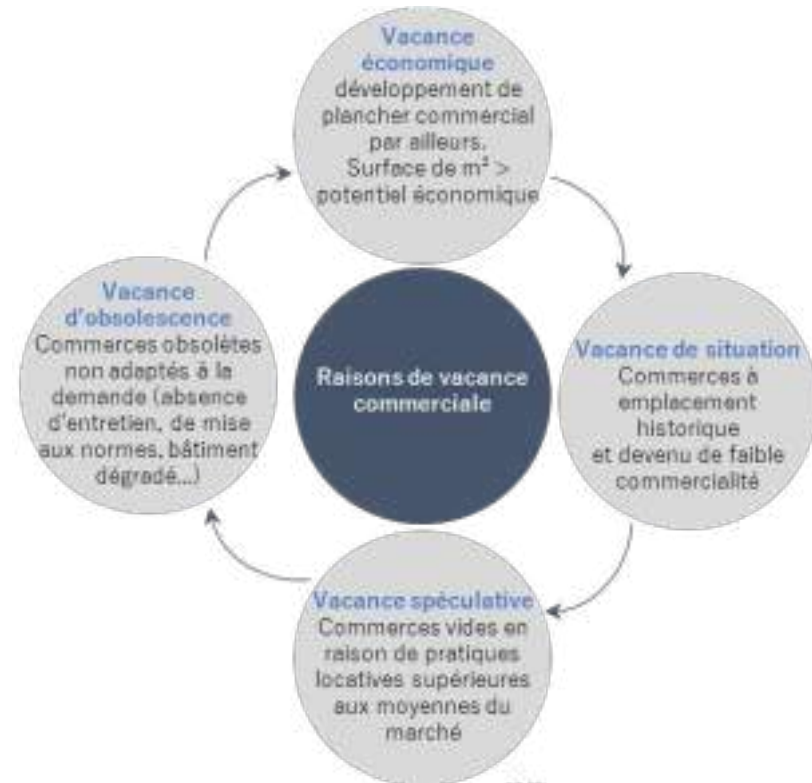 Vacance
économique
développement de
plancher commercial
par ailleurs.
Surface de m² >
potentiel économique
Vacance
d'obsolescence
Commerces obsolètes
non adaptés à la
demande (absence
d'entretien, de mise
aux normes, bâtiment
dégradé...)
Raisons de vacance
commerciale
Vacance de situation
Commerces à
emplacement
historique
et devenu de faible
commercialité
Vacance spéculative
Commerces vides en
raison de pratiques
locatives supérieures
aux moyennes du
marché